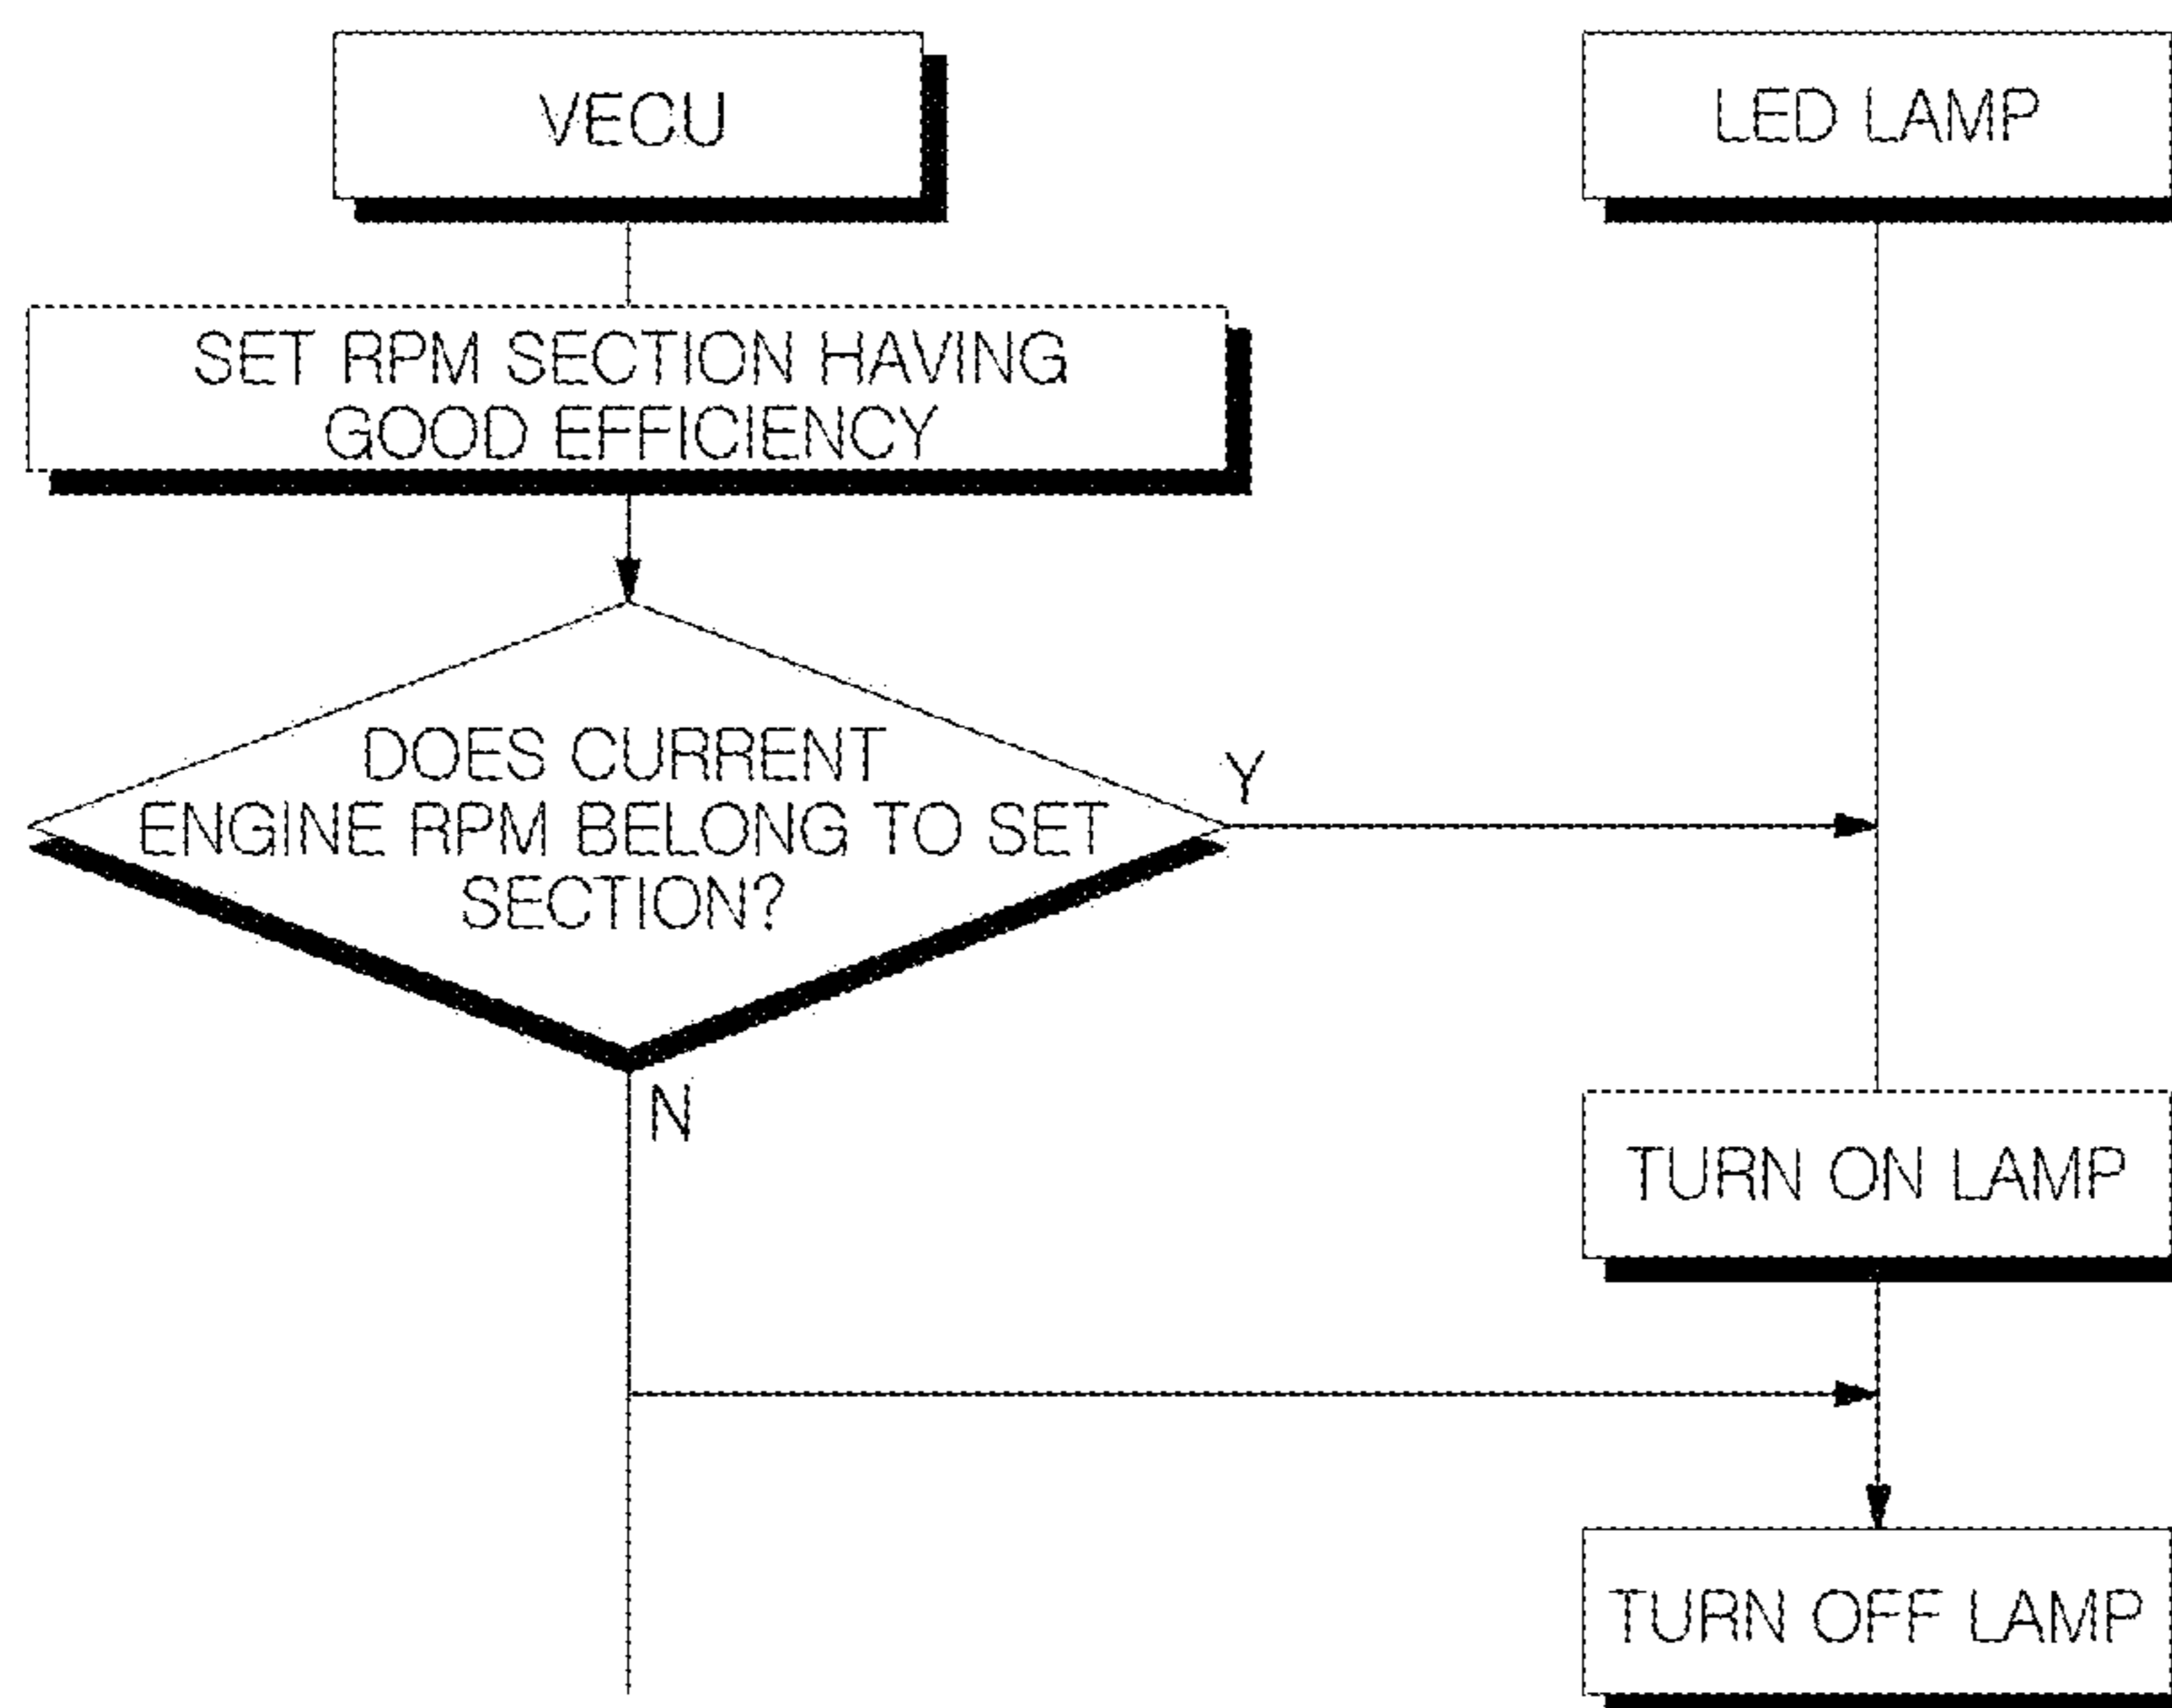 VECU
LED LAMP
SET RPM SECTION HAVING
GOOD EFFICIENCY
DOES CURRENT
ENGINE RPM BELONG TO SET
SECTION?
Y
N
TURN ON LAMP
TURN OFF LAMP